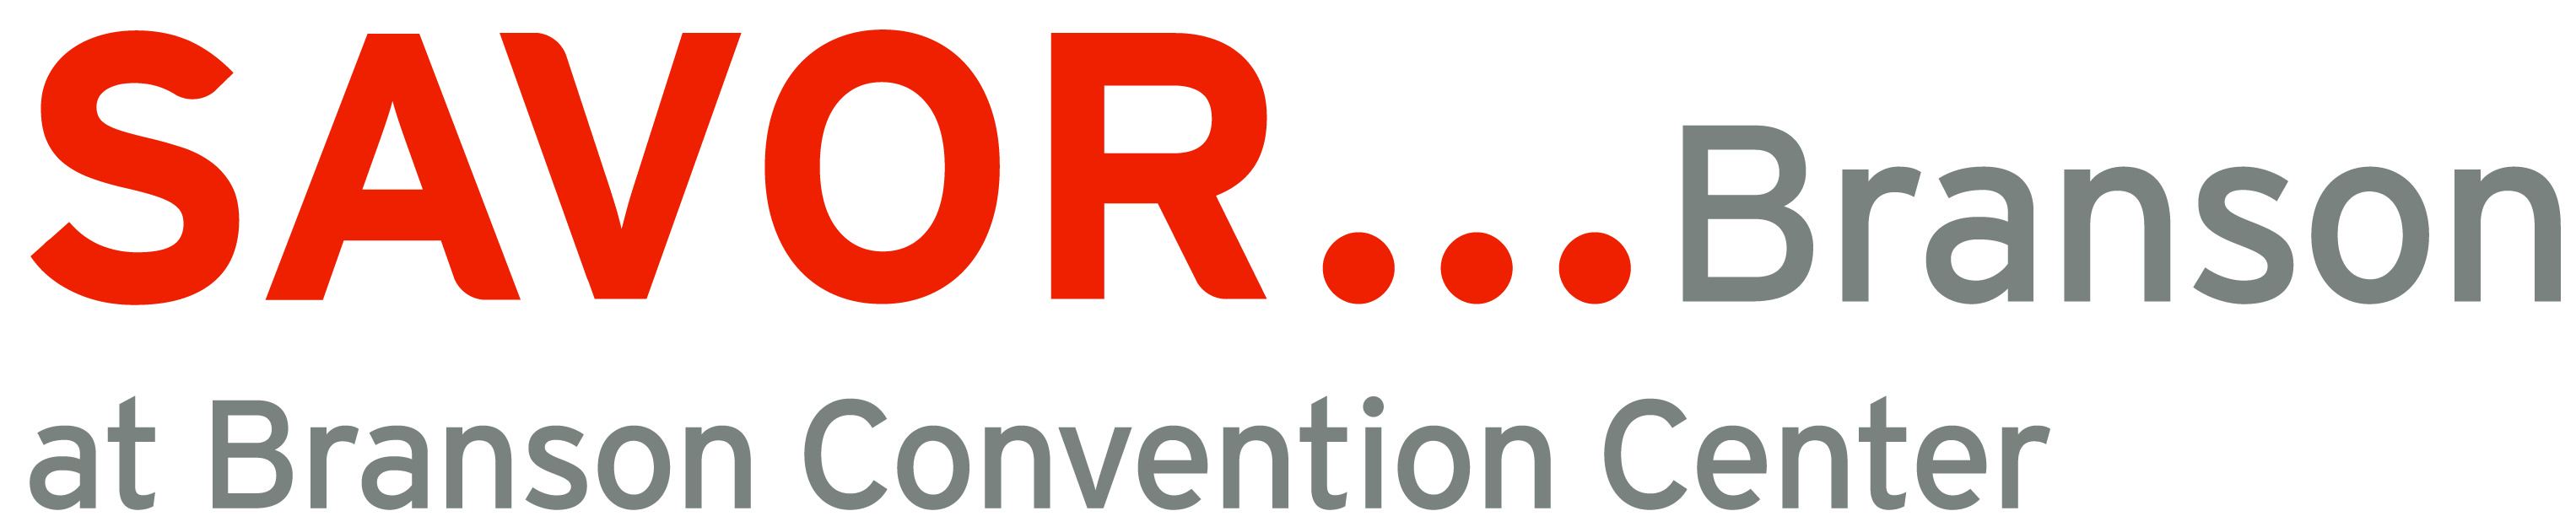 SAVOR...Branson
at Branson Convention Center